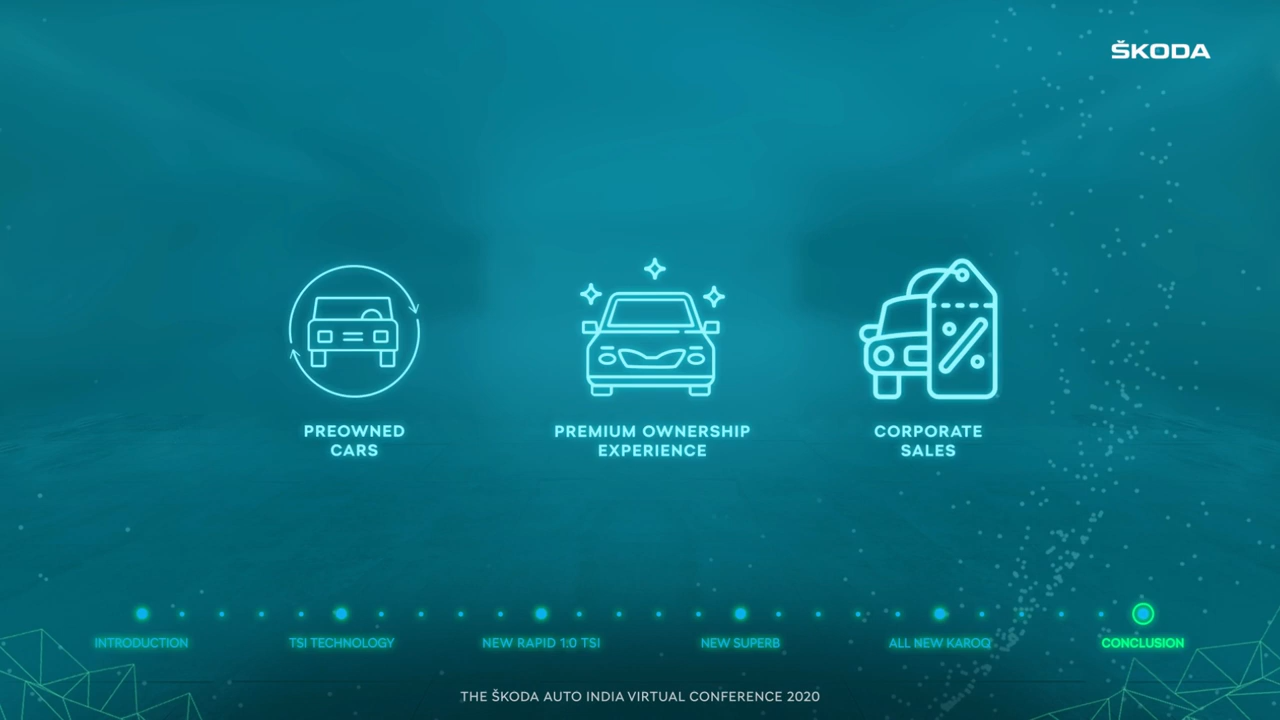 ŠKODA
PREOWNED
CARS
PREMIUM OWNERSHIP
EXPERIENCE
CORPORATE
SALES
INTRODUCTION
TSI TECHNOLOGY
NEW RAPID 1:0 TSI
NEW SUPERB
ALL NEW KAROQ
CONCLUSION
THE ŠKODA AUTO INDIA VIRTUAL CONFERENCE 2020